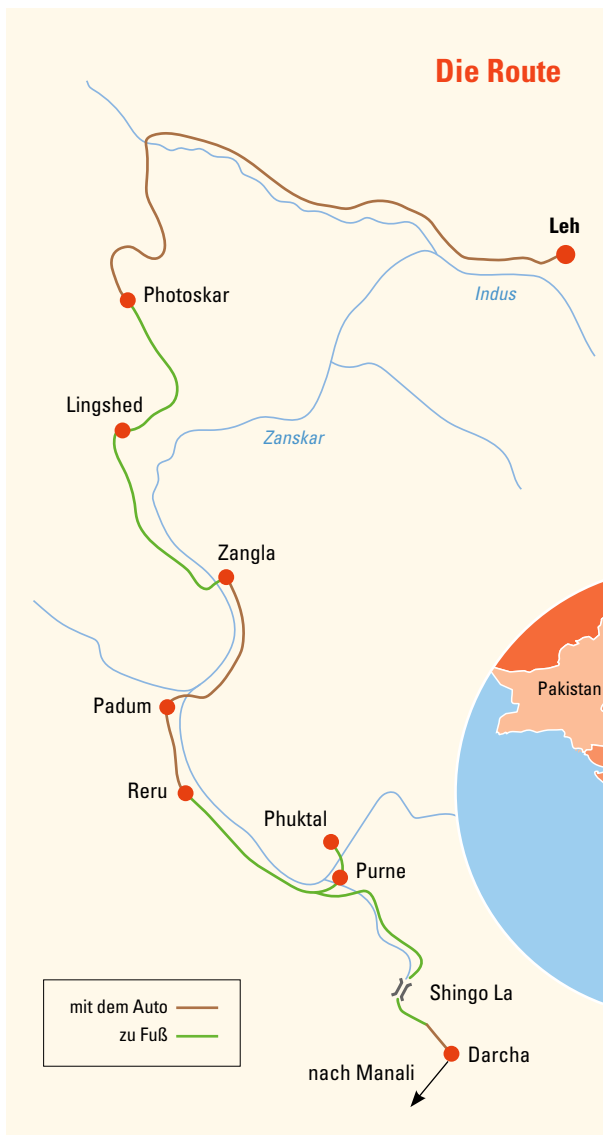 Die Route
Leh
Indus
Photoskar
Lingshed
Zanskar
Zangla
Pakistan
Padum
Reru
Phuktal
Purne
Shingo La
mit dem Auto
zu Fuß
Darcha
nach Manali